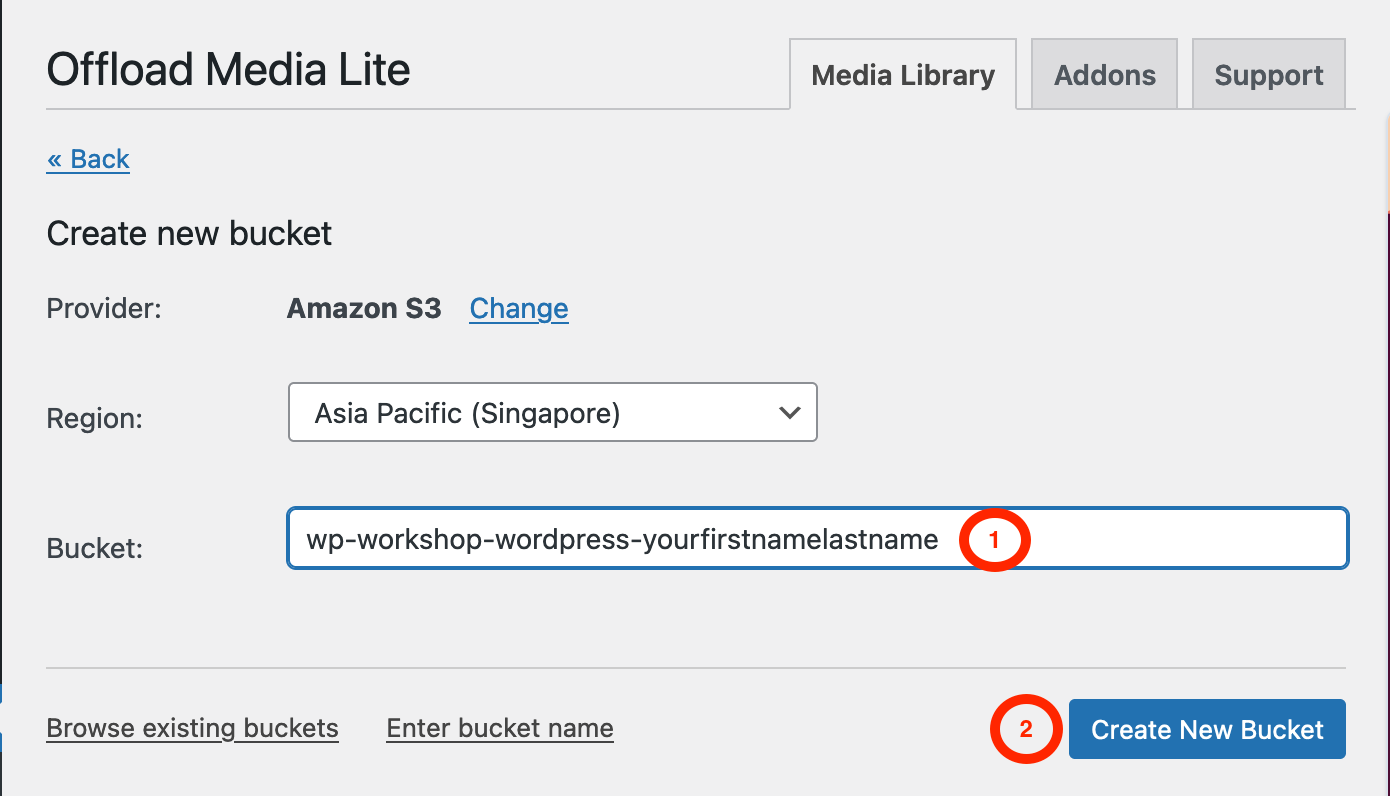 Offload Media Lite
Media Library
Addons
Support
« Back
Create new bucket
Provider: Amazon S3 Change
Region: Asia Pacific (Singapore)
Bucket: wp-workshop-wordpress-yourfirstnamelastname 1
Browse existing buckets Enter bucket name 2 Create New Bucket